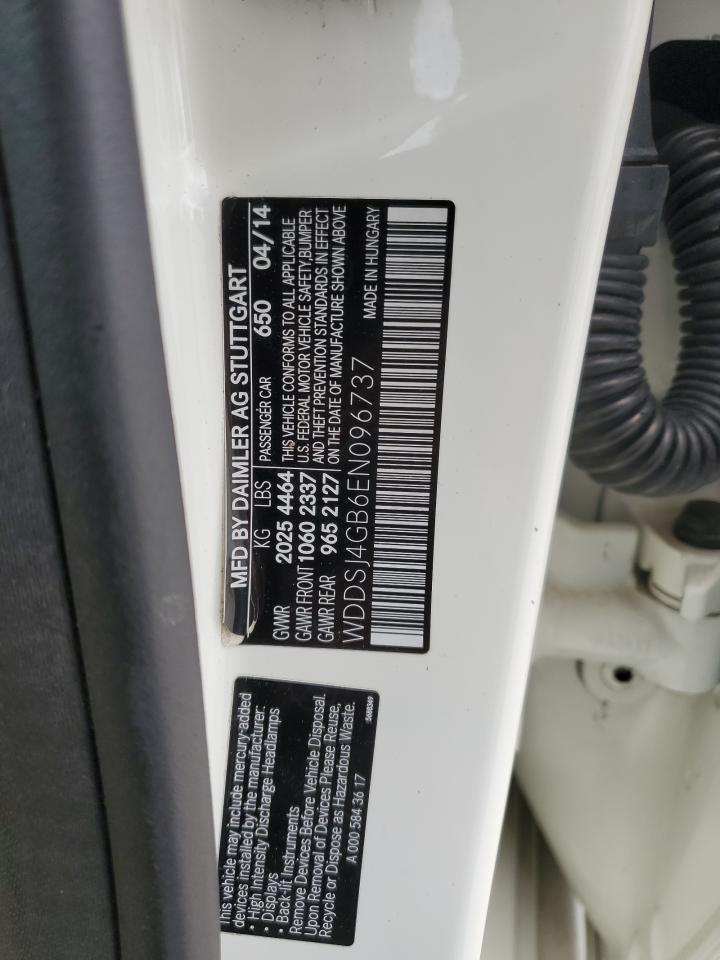 MFD BY DAIMLER AG STUTTGART
KG LBS PASSENGER CAR 650 04/14
GVWR 2025 4464 THIS VEHICLE CONFORMS TO ALL APPLICABLE
GAWR FRONT 1060 2337 U.S. FEDERAL MOTOR VEHICLE SAFETY,BUMPER
GAWR REAR 965 2127 AND THEFT PREVENTION STANDARDS IN EFFECT
ON THE DATE OF MANUFACTURE SHOWN ABOVE
WDDSJ4GB6EN096737 MADE IN HUNGARY
This vehicle may include mercury-added
devices installed by the manufacturer:
• High Intensity Discharge Headlamps
• Displays
• Back-lit Instruments
Remove Devices Before Vehicle Disposal.
Upon Removal of Devices Please Reuse,
Recycle or Dispose as Hazardous Waste.
A 000 584 36 17